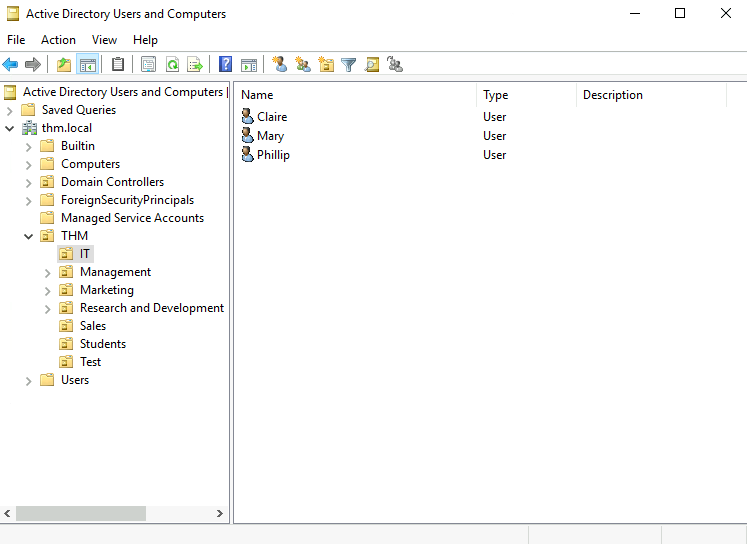 Active Directory Users and Computers
File Action View Help
Active Directory Users and Computers [
Saved Queries
thm.local
Builtin
Computers
Domain Controllers
ForeignSecurityPrincipals
Managed Service Accounts
THM
IT
Management
Marketing
Research and Development
Sales
Students
Test
Users
Name Type Description
Claire User
Mary User
Phillip User